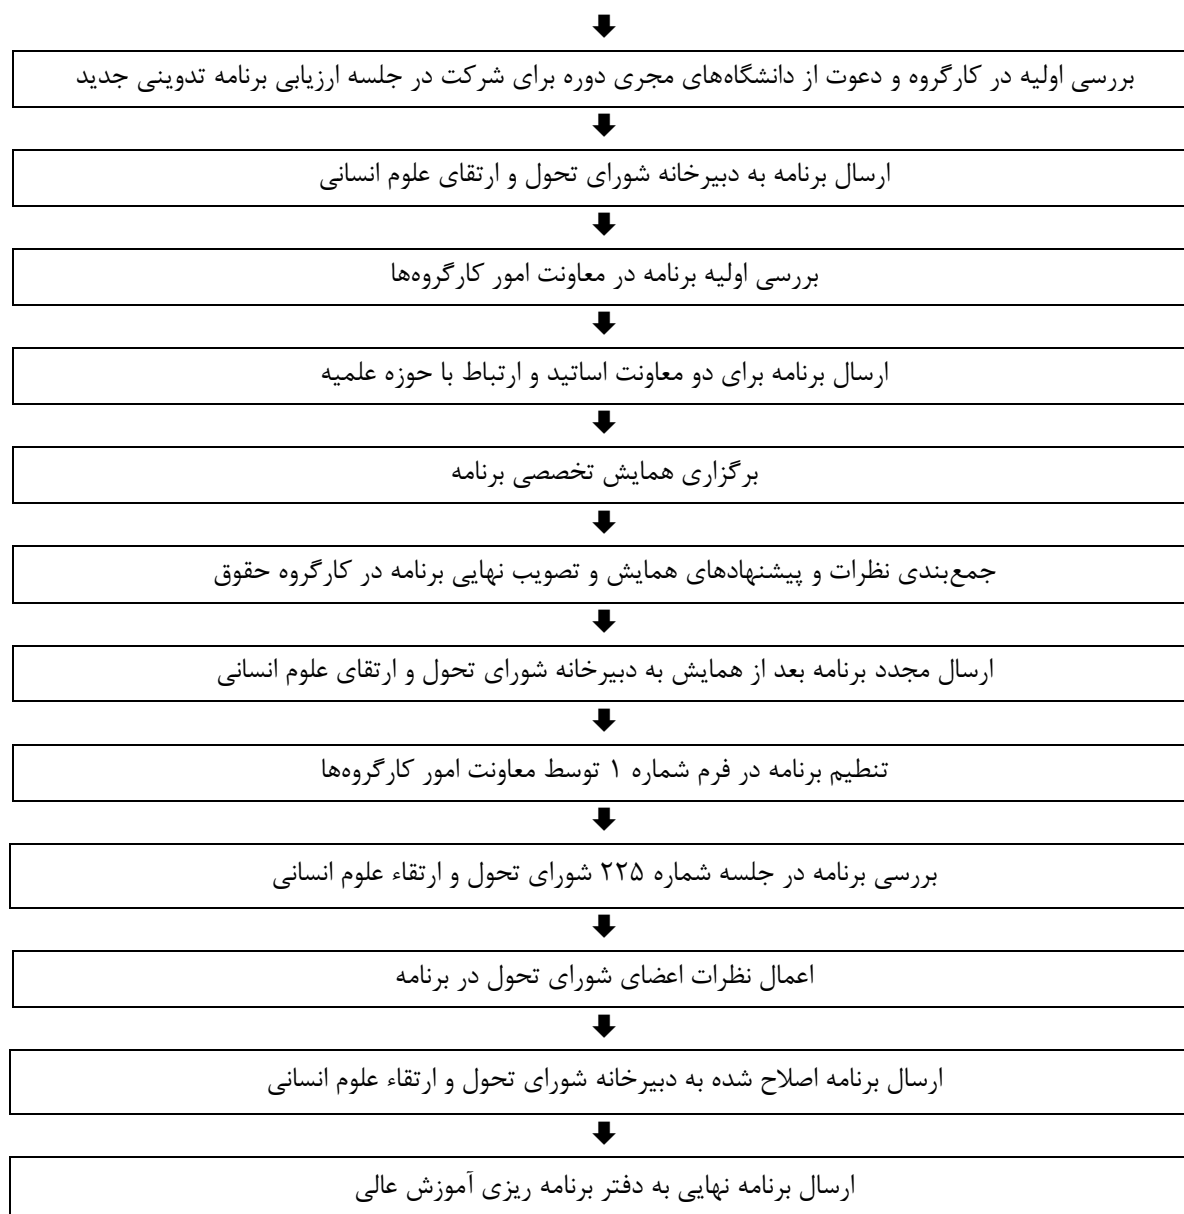 بررسی اولیه در کارگروه و دعوت از دانشگاه‌های مجری دوره برای شرکت در جلسه ارزیابی برنامه تدوینی جدید
ارسال برنامه به دبیرخانه شورای تحول و ارتقای علوم انسانی
بررسی اولیه برنامه در معاونت امور کارگروه‌ها
ارسال برنامه برای دو معاونت اساتید و ارتباط با حوزه علمیه
برگزاری همایش تخصصی برنامه
جمع‌بندی نظرات و پیشنهادهای همایش و تصویب نهایی برنامه در کارگروه حقوق
ارسال مجدد برنامه بعد از همایش به دبیرخانه شورای تحول و ارتقای علوم انسانی
تنطیم برنامه در فرم شماره ۱ توسط معاونت امور کارگروه‌ها
بررسی برنامه در جلسه شماره ۲۲۵ شورای تحول و ارتقاء علوم انسانی
اعمال نظرات اعضای شورای تحول در برنامه
ارسال برنامه اصلاح شده به دبیرخانه شورای تحول و ارتقاء علوم انسانی
ارسال برنامه نهایی به دفتر برنامه ریزی آموزش عالی